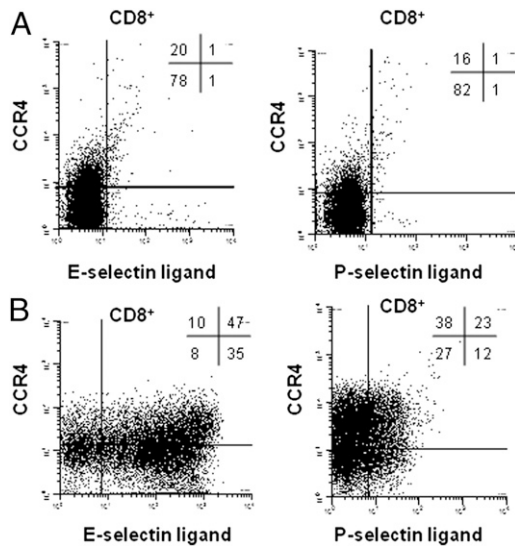 A
CD8+
CD8+
20 1
78 1
16 1
82 1
CCR4
CCR4
E-selectin ligand
P-selectin ligand
B
CD8+
CD8+
10 47
8 35
38 23
27 12
CCR4
CCR4
E-selectin ligand
P-selectin ligand